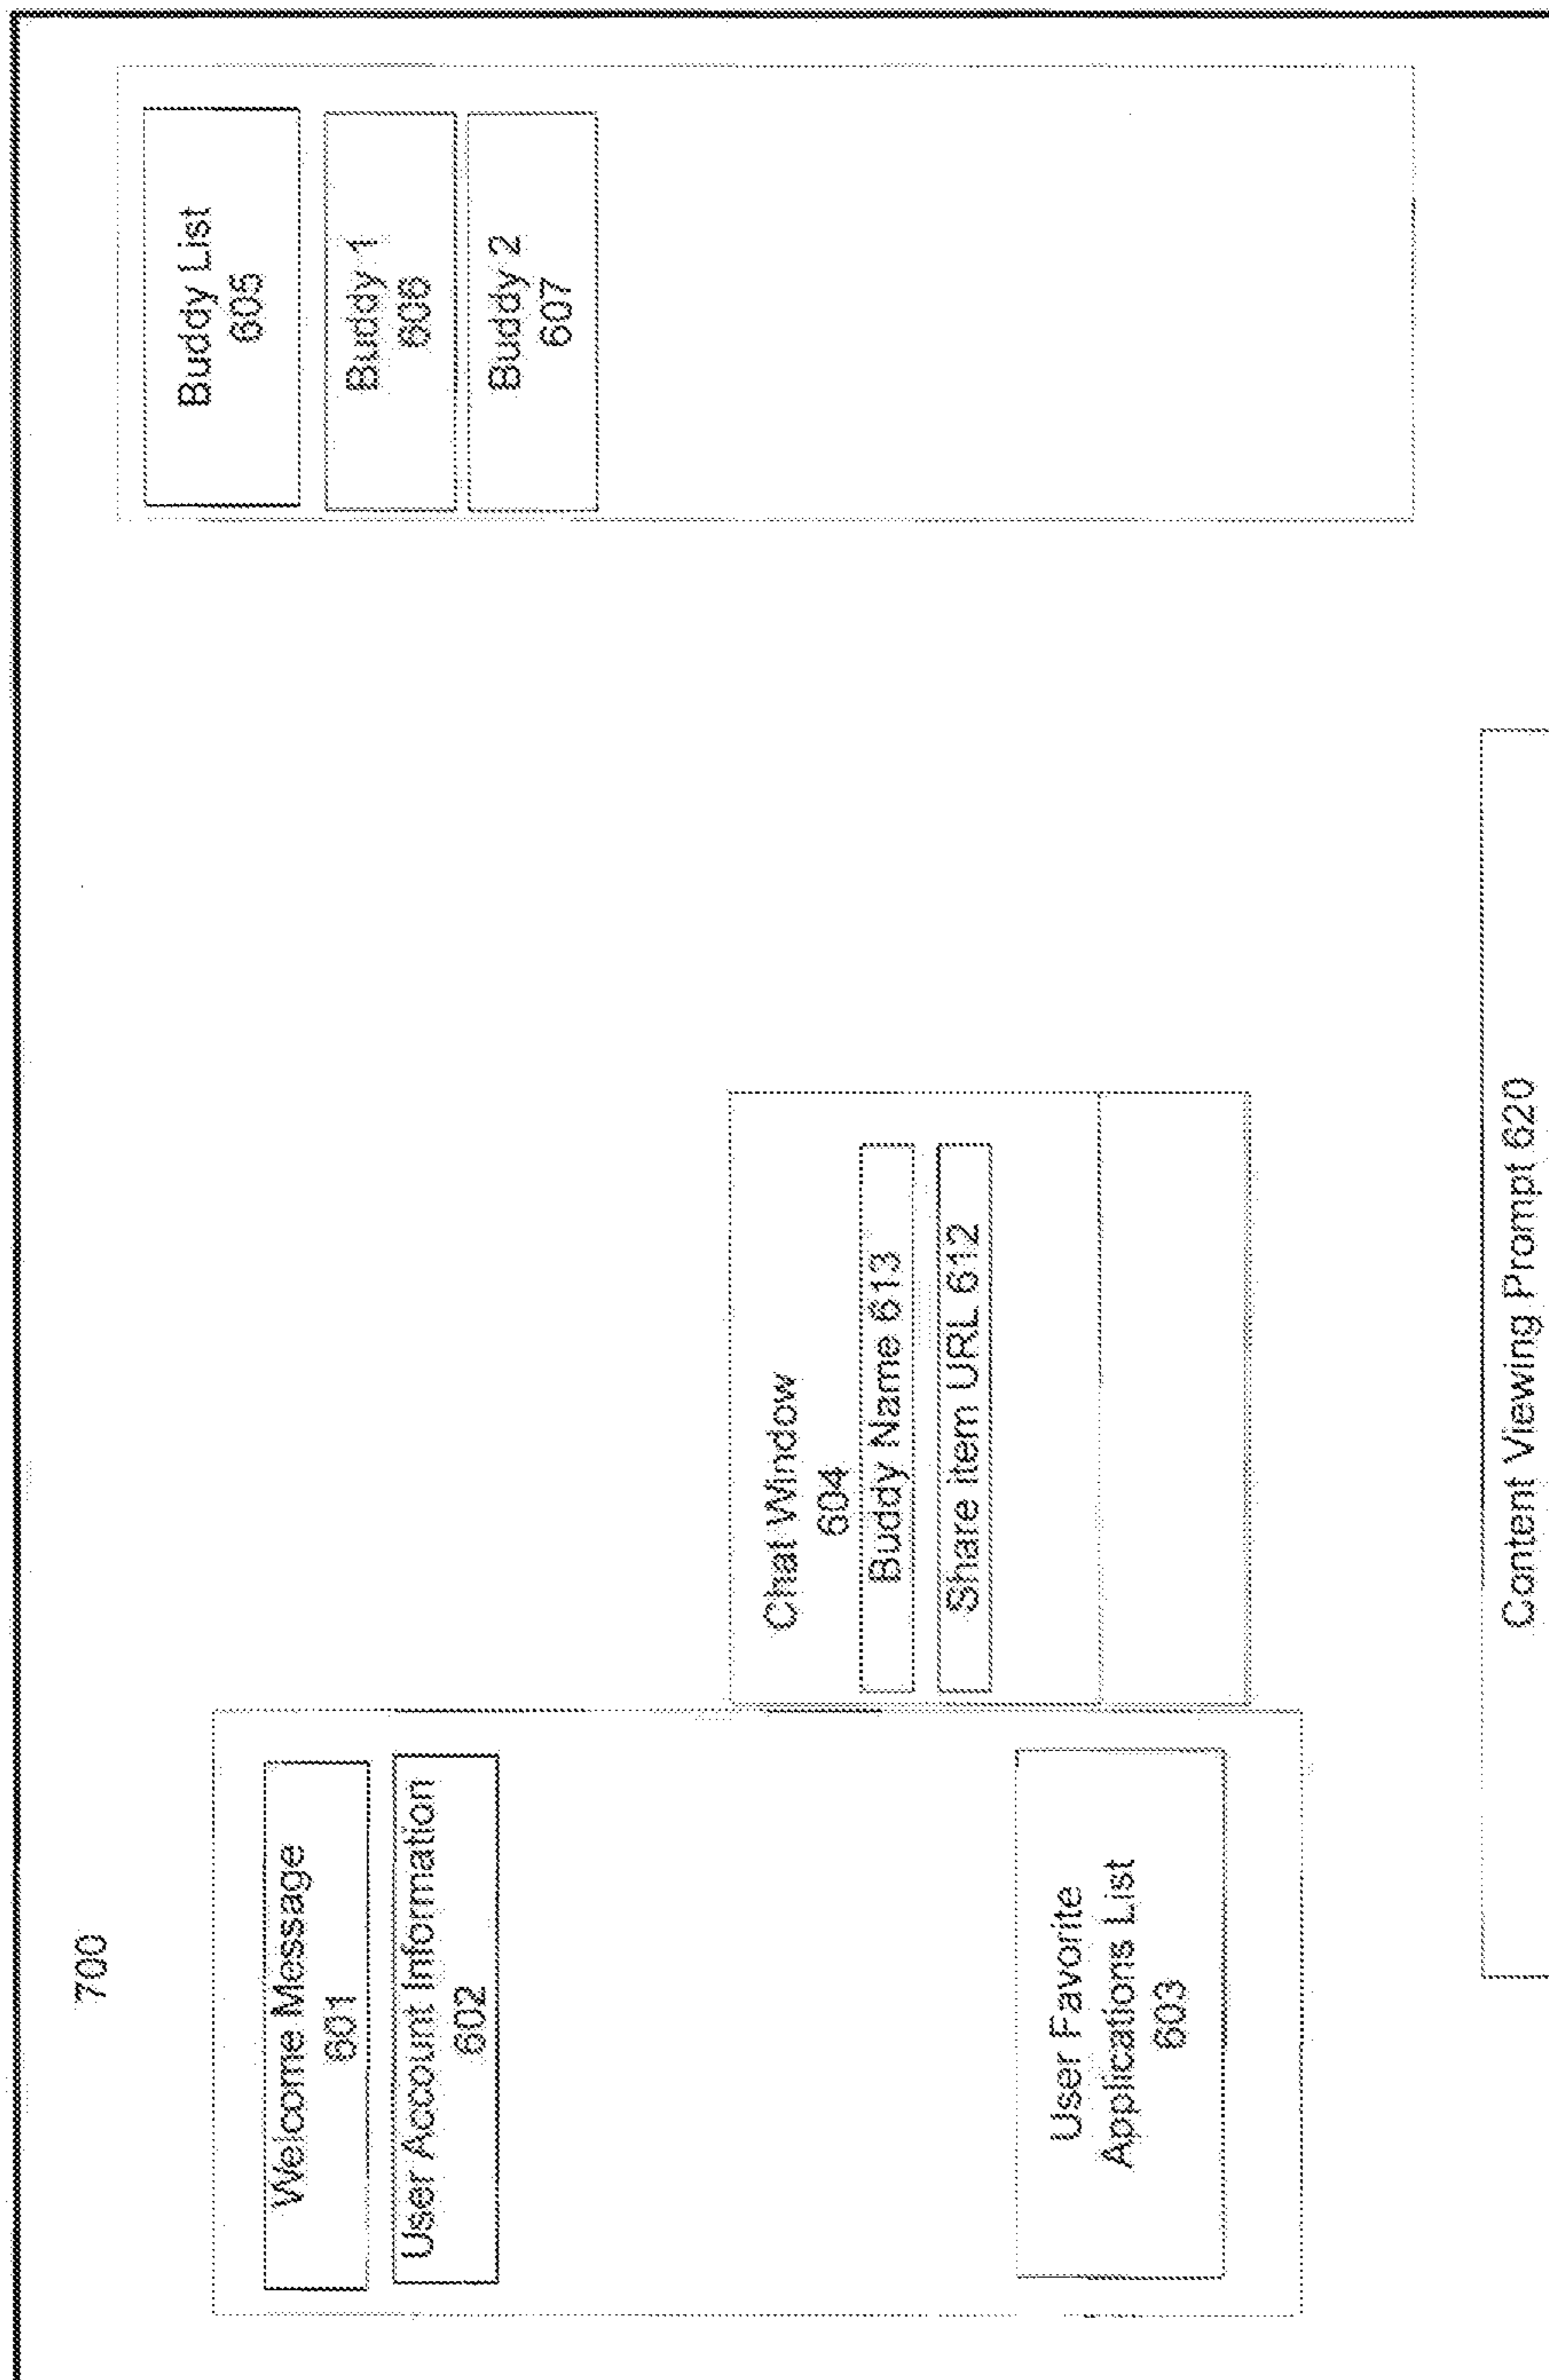 700
Welcome Message
601
User Account Information
602
User Favorite
Applications List
603
Chat Window
604
Buddy Name 613
Share item URL 612
Buddy List
605
Buddy 1
606
Buddy 2
607
Content Viewing Prompt 620